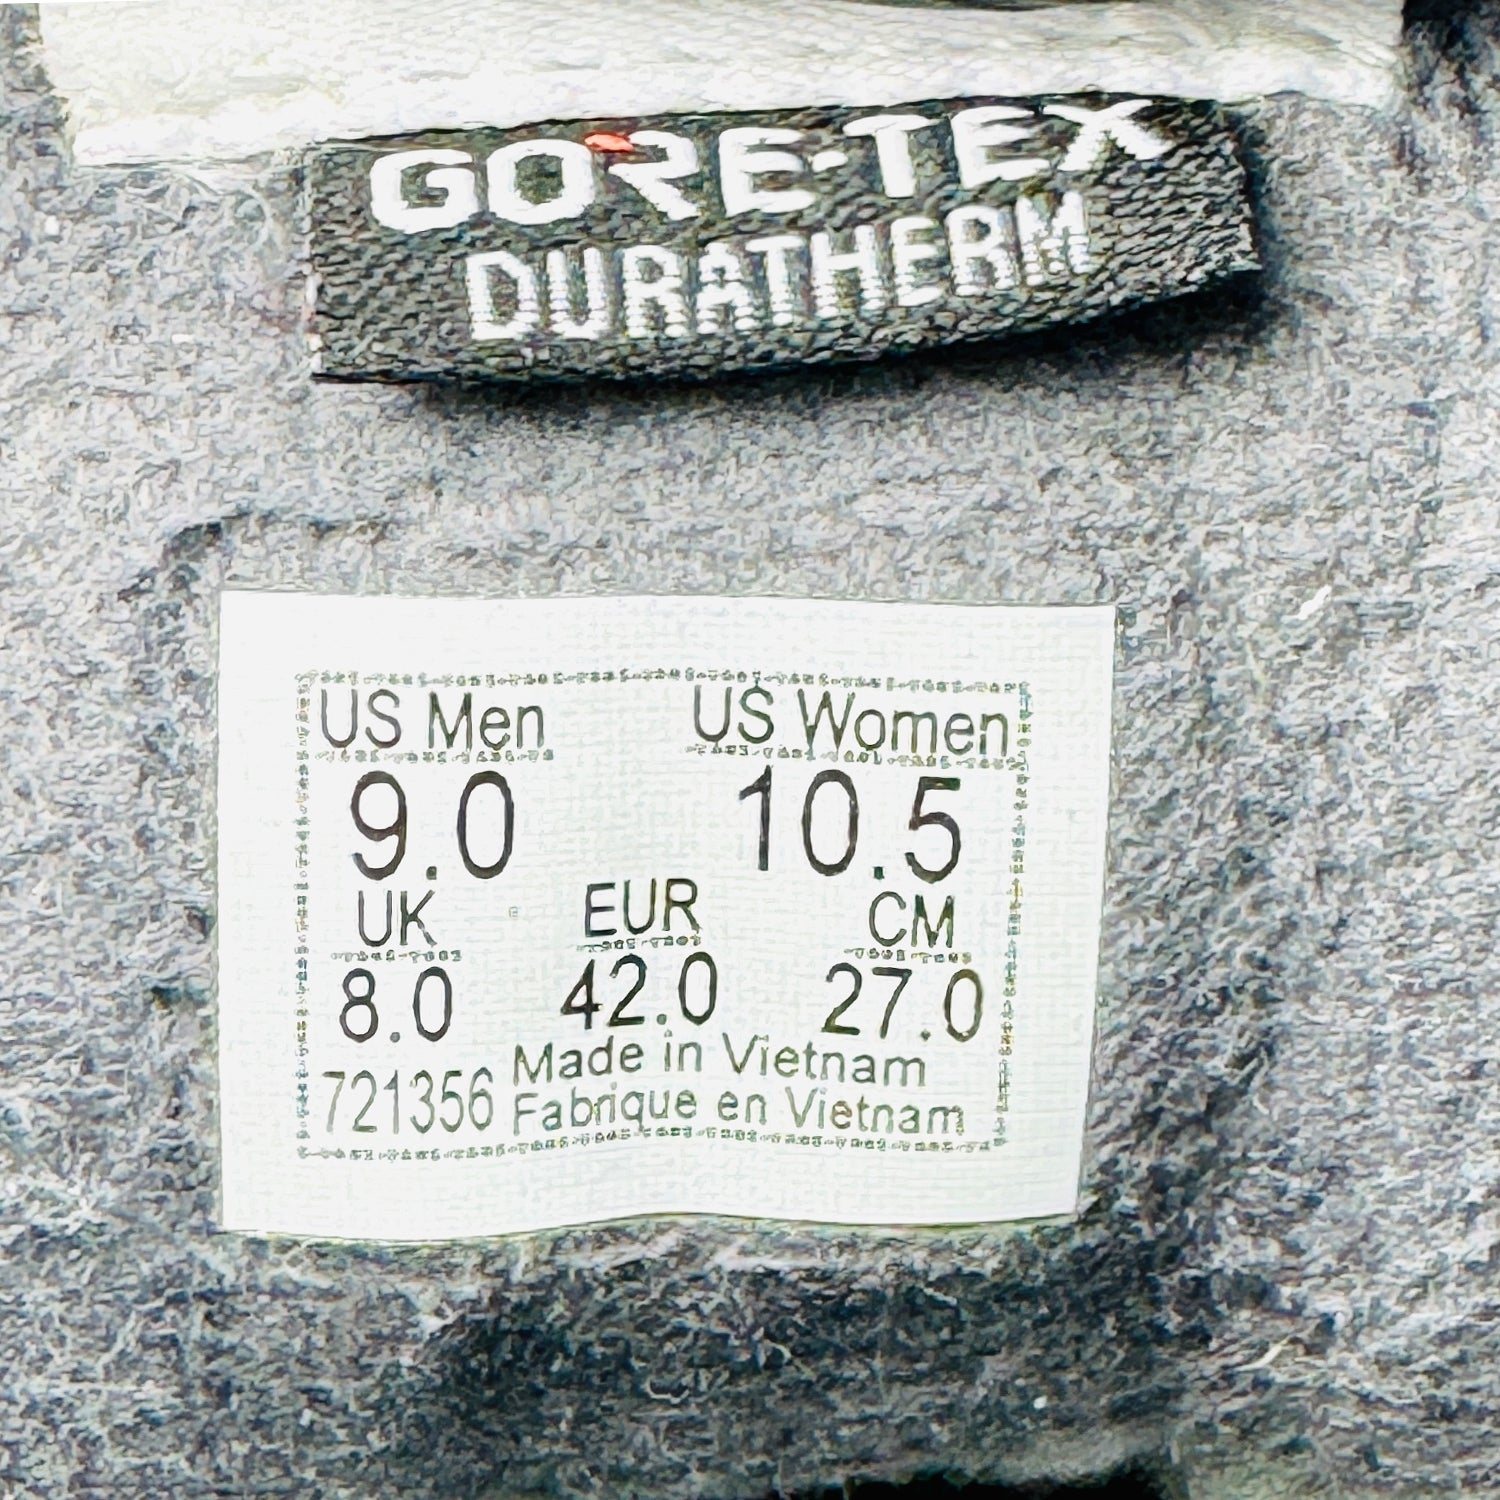 GORE-TEX
DURATHERM
US Men US Women
9.0 10.5
UK EUR CM
8.0 42.0 27.0
721356 Made in Vietnam
Fabrique en Vietnam